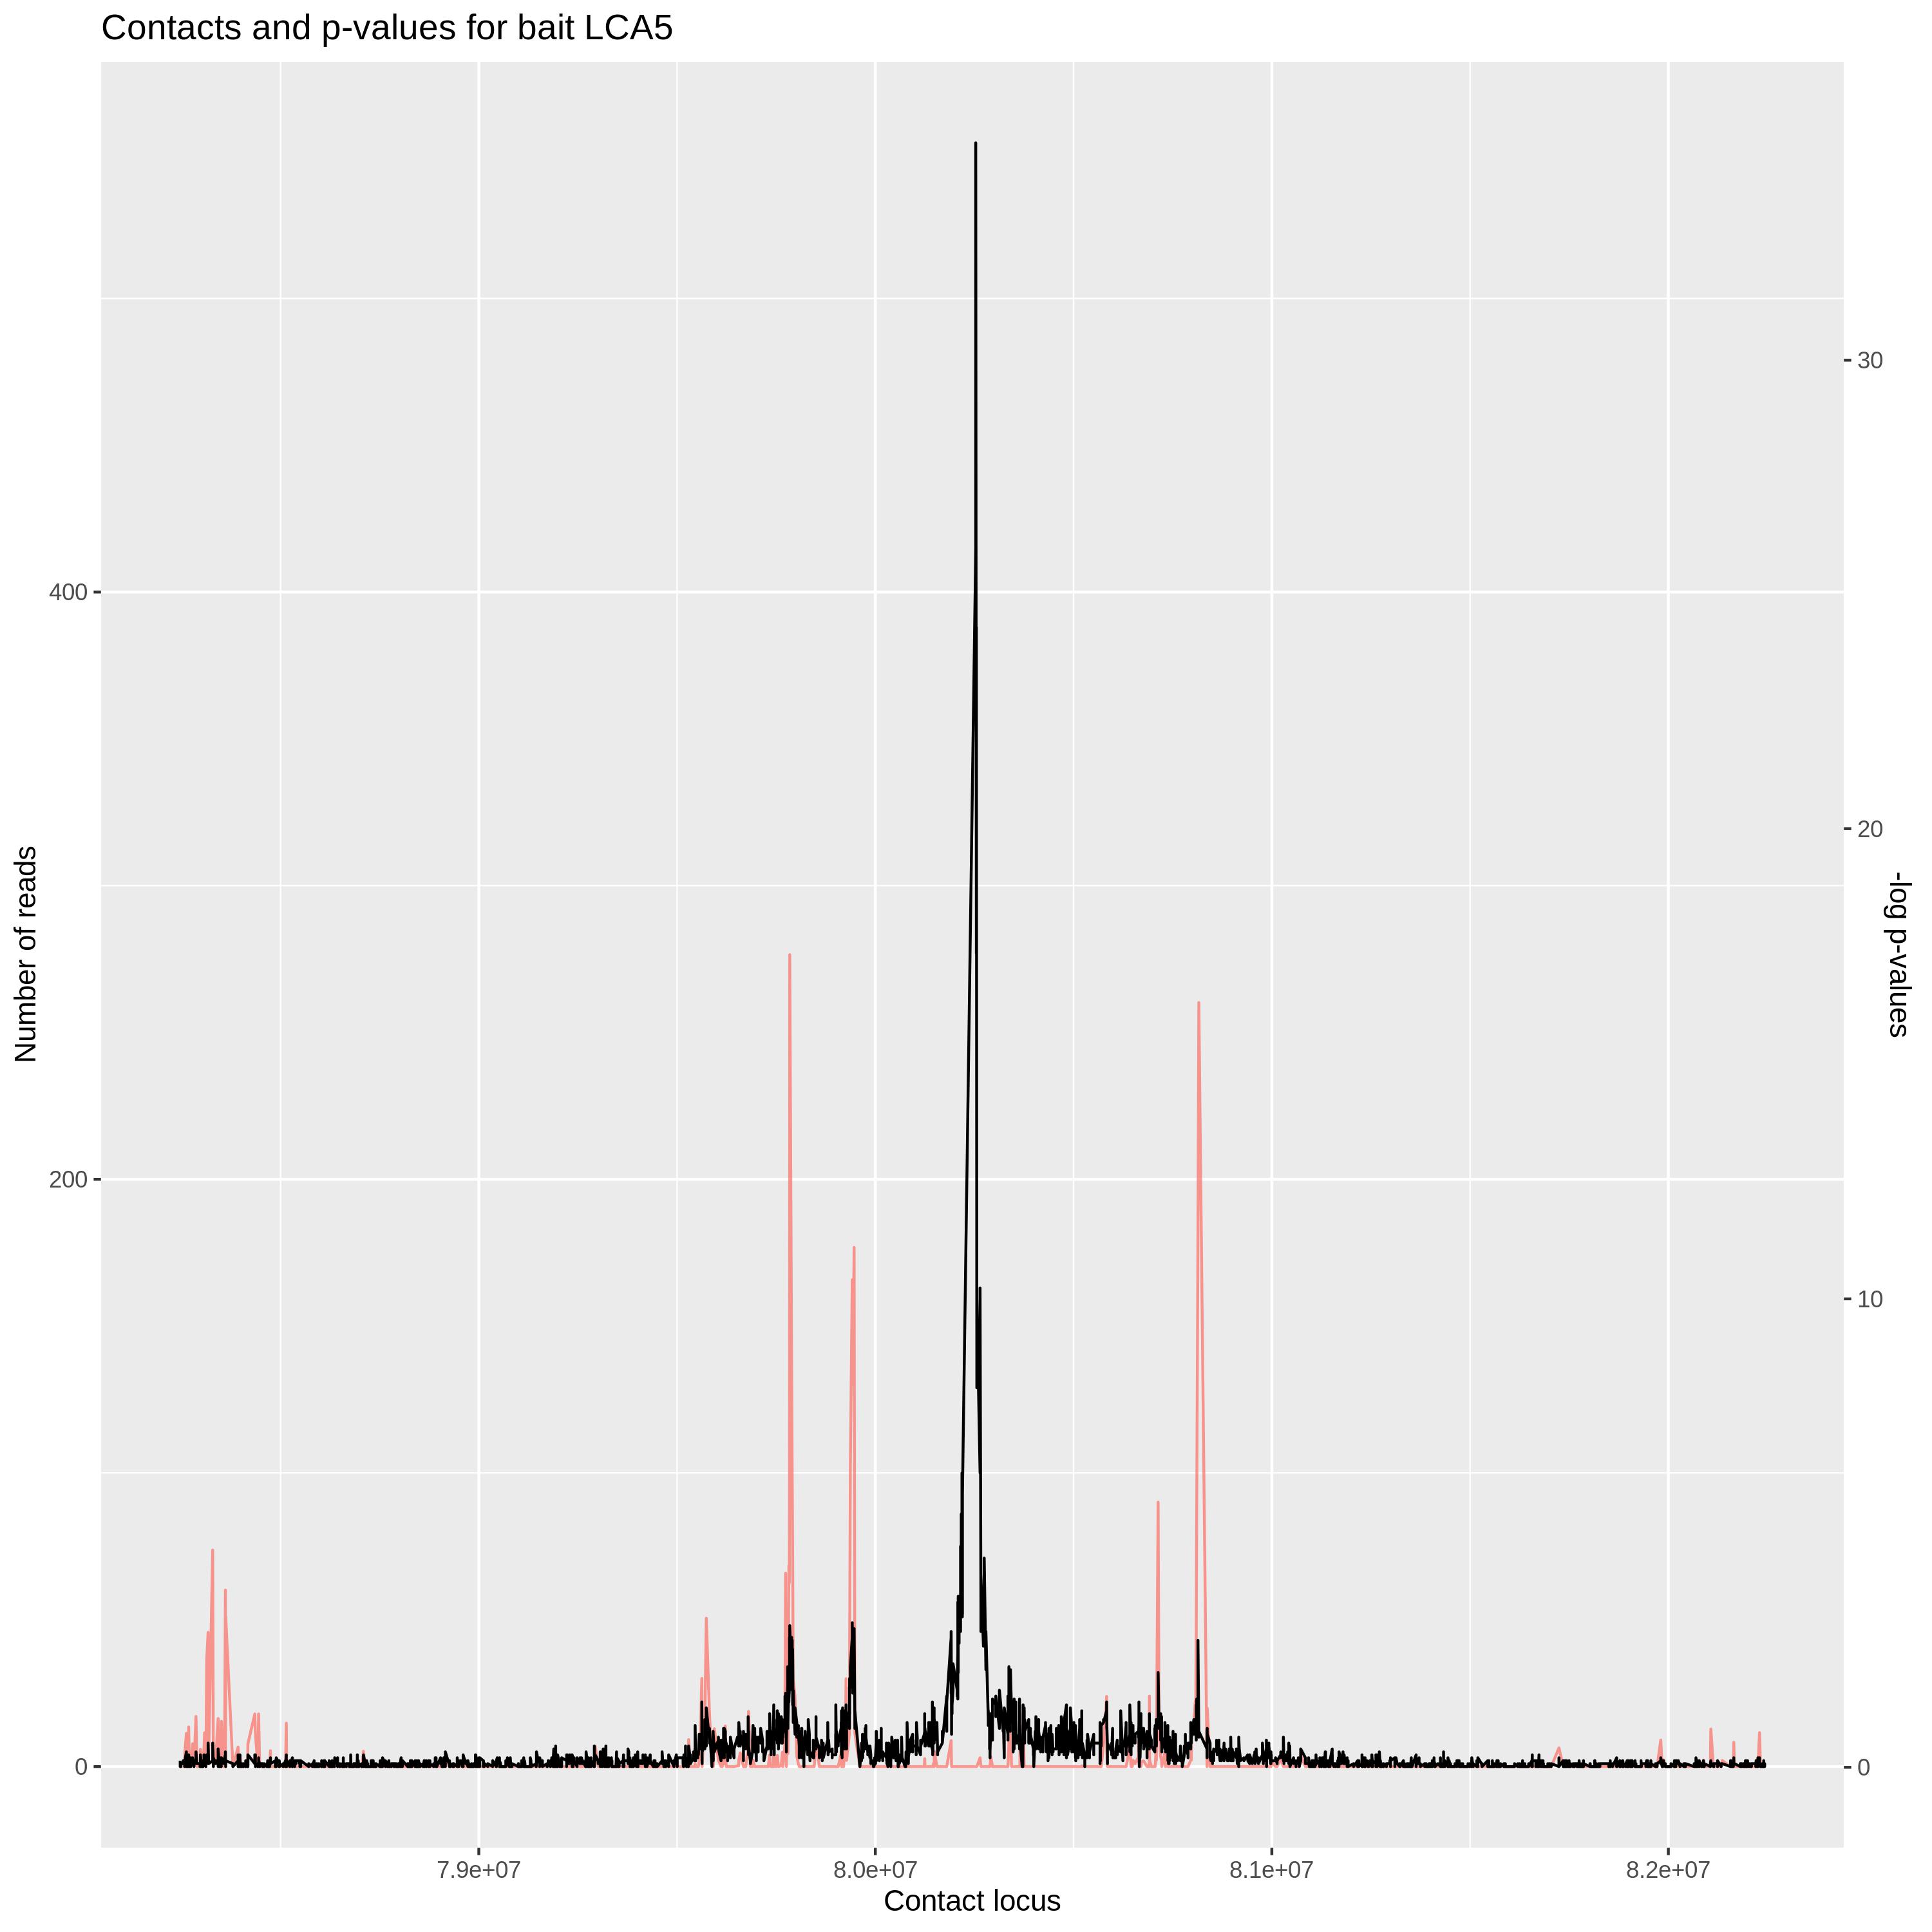 Contacts and p-values for bait LCA5
Number of reads
400
200
0
30
20
10
0
-log p-values
7.9e+07
8.0e+07
8.1e+07
8.2e+07
Contact locus